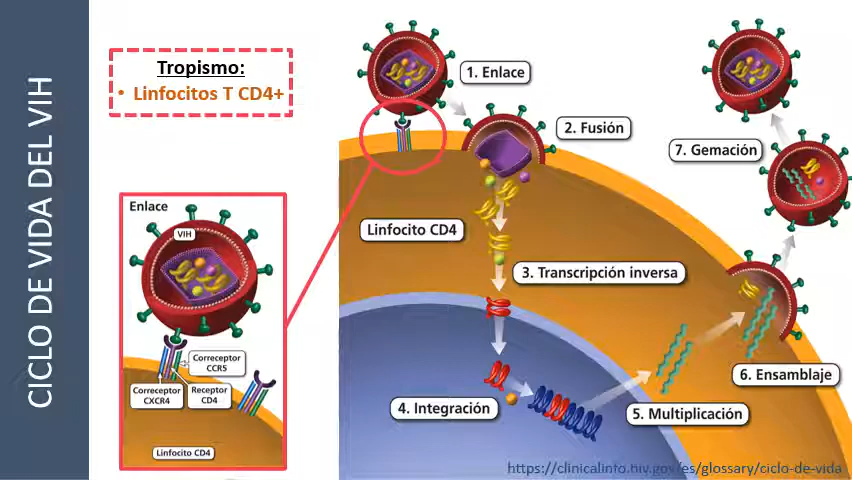 CICLO DE VIDA DEL VIH
Tropismo:
• Linfocitos T CD4+
1. Enlace
2. Fusión
7. Gemación
Enlace
VIH
Linfocito CD4
3. Transcripción inversa
Correceptor
CCR5
Correceptor
CXCR4
Receptor
CD4
Linfocito CD4
4. Integración
5. Multiplicación
6. Ensamblaje
https://clinicalinfo.hiv.gov/es/glossary/ciclo-de-vida